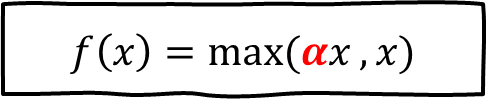 f(x) = max(αx , x)